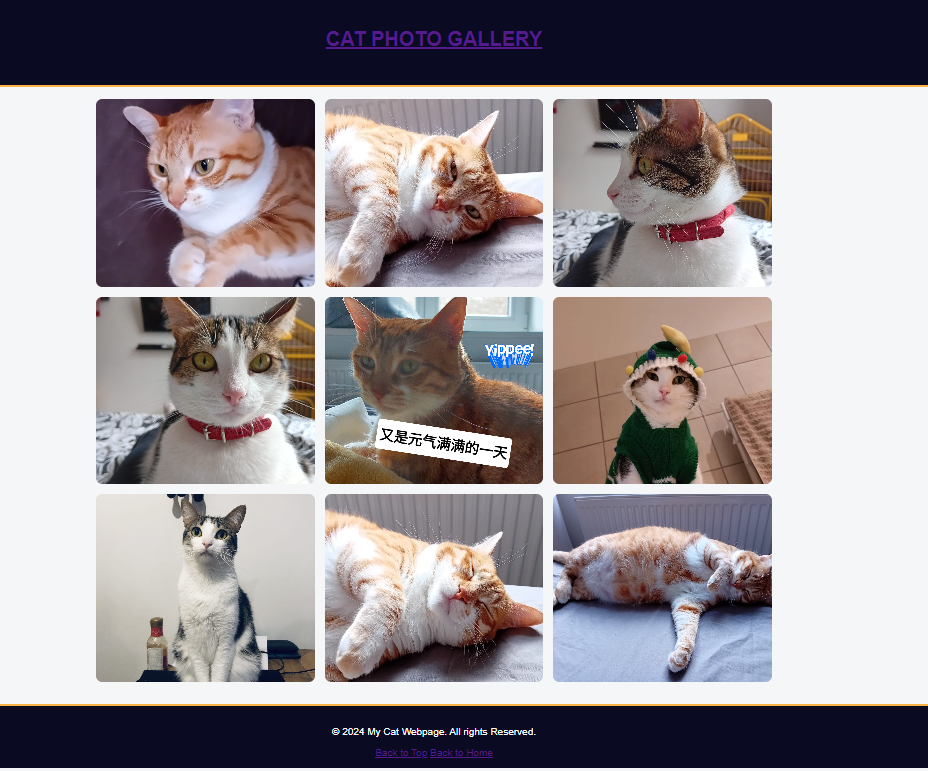 CAT PHOTO GALLERY
Yippee!
又是元气满满的一天
© 2024 My Cat Webpage. All rights Reserved.
Back to Top Back to Home